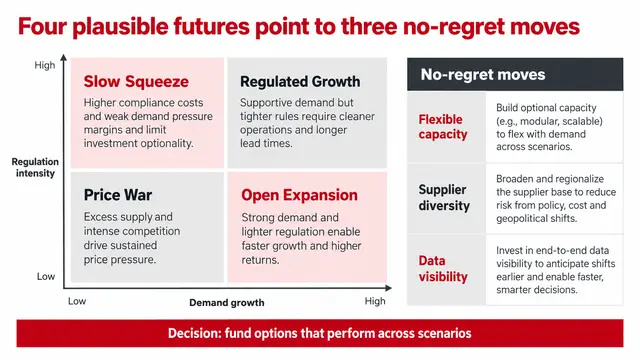 Four plausible futures point to three no-regret moves
High
Regulation
intensity
Low
Slow Squeeze
Higher compliance costs
and weak demand pressure
margins and limit
investment optionality.
Regulated Growth
Supportive demand but
tighter rules require cleaner
operations and longer
lead times.
Price War
Excess supply and
intense competition
drive sustained
price pressure.
Open Expansion
Strong demand and
lighter regulation enable
faster growth and higher
returns.
Low
Demand growth
High
No-regret moves
Flexible
capacity
Build optional capacity
(e.g., modular, scalable)
to flex with demand
across scenarios.
Supplier
diversity
Broaden and regionalize
the supplier base to reduce
risk from policy, cost and
geopolitical shifts.
Data
visibility
Invest in end-to-end data
visibility to anticipate shifts
earlier and enable faster,
smarter decisions.
Decision: fund options that perform across scenarios